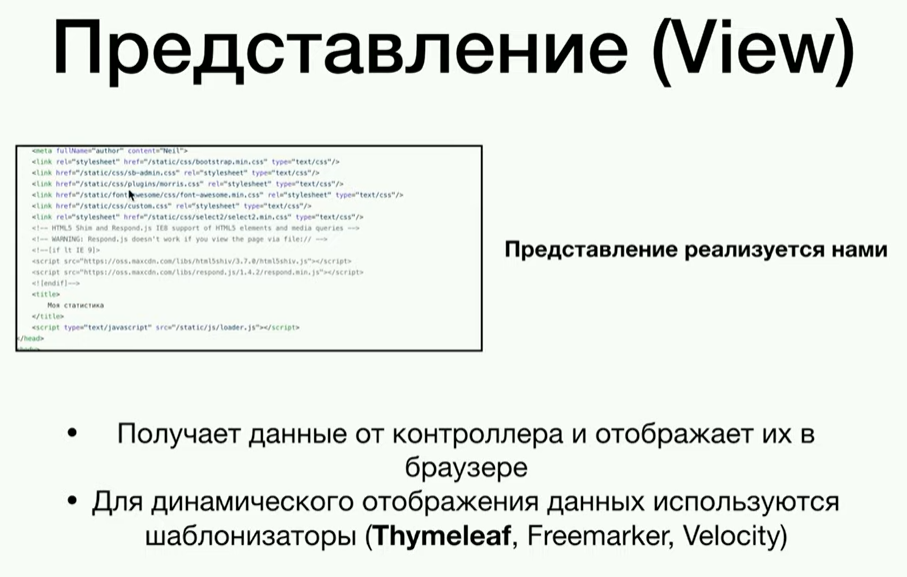 Представление (View)
<meta fullName="author" content="Neil">
<link rel="stylesheet" href="/static/css/bootstrap.min.css" type="text/css"/>
<link href="/static/css/sb-admin.css" rel="stylesheet" type="text/css"/>
<link href="/static/css/plugins/morris.css" rel="stylesheet" type="text/css"/>
<link href="/static/font-awesome/css/font-awesome.min.css" rel="stylesheet" type="text/css"/>
<link href="/static/css/custom.css" rel="stylesheet" type="text/css"/>
<link rel="stylesheet" href="/static/css/select2/select2.min.css" type="text/css"/>
<!-- HTML5 Shim and Respond.js IE8 support of HTML5 elements and media queries -->
<!-- WARNING: Respond.js doesn't work if you view the page via file:// -->
<!--[if lt IE 9]>
<script src="https://oss.maxcdn.com/libs/html5shiv/3.7.0/html5shiv.js"></script>
<script src="https://oss.maxcdn.com/libs/respond.js/1.4.2/respond.min.js"></script>
<![endif]-->
<title>
Моя статистика
</title>
<script type="text/javascript" src="/static/js/loader.js"></script>
</head>
Представление реализуется нами
• Получает данные от контроллера и отображает их в
браузере
• Для динамического отображения данных используются
шаблонизаторы (Thymeleaf, Freemarker, Velocity)